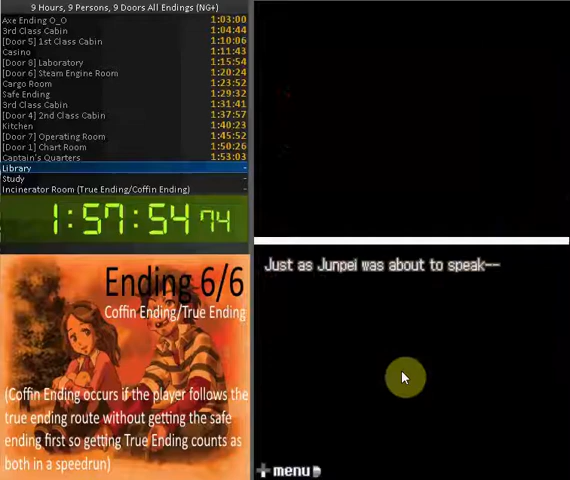 9 Hours, 9 Persons, 9 Doors All Endings (NG+)
Axe Ending O_O 1:03:00
3rd Class Cabin 1:04:44
[Door 5] 1st Class Cabin 1:10:06
Casino 1:11:43
[Door 8] Laboratory 1:15:54
[Door 6] Steam Engine Room 1:20:24
Cargo Room 1:23:52
Safe Ending 1:29:32
3rd Class Cabin 1:31:41
[Door 4] 2nd Class Cabin 1:37:57
Kitchen 1:40:23
[Door 7] Operating Room 1:45:52
[Door 1] Chart Room 1:50:26
Captain's Quarters 1:53:03
Library -
Study -
Incinerator Room (True Ending/Coffin Ending) -
1:57:54 74
Ending 6/6
Coffin Ending/True Ending
(Coffin Ending occurs if the player follows the
true ending route without getting the safe
ending first so getting True Ending counts as
both in a speedrun)
Just as Junpei was about to speak--
menu